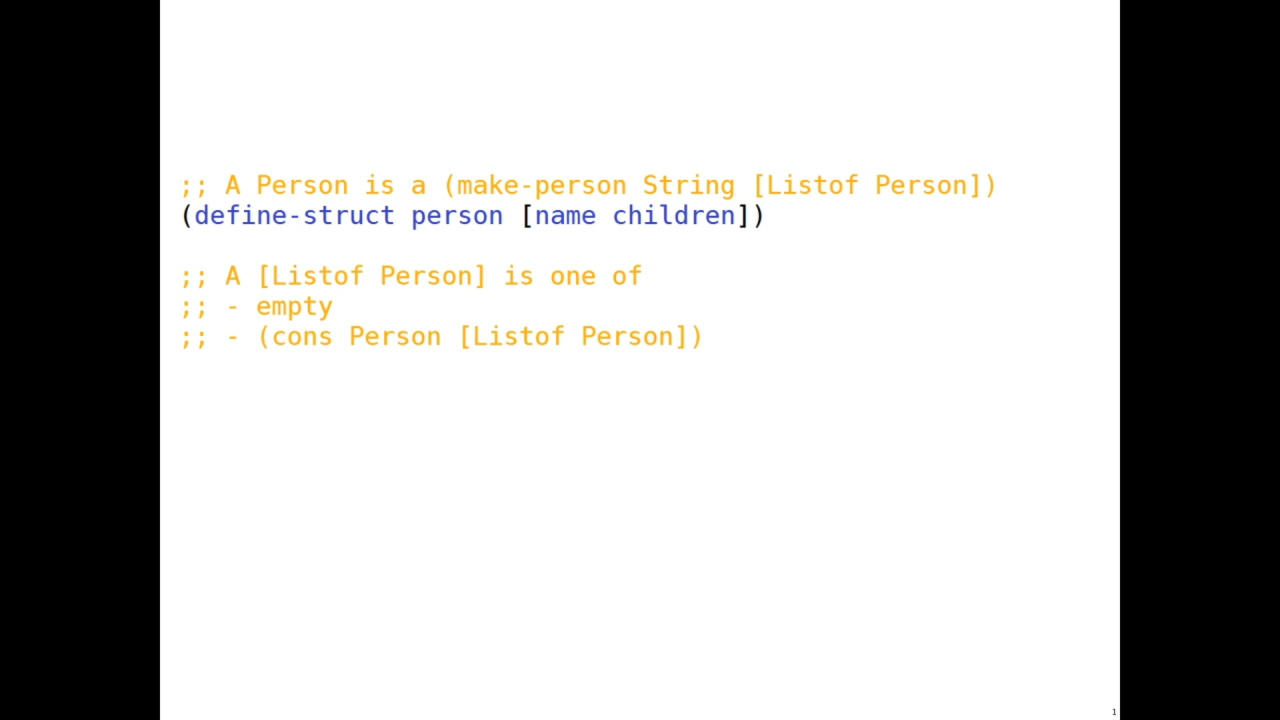 ;; A Person is a (make-person String [Listof Person])
(define-struct person [name children])
;; A [Listof Person] is one of
;; - empty
;; - (cons Person [Listof Person])
1